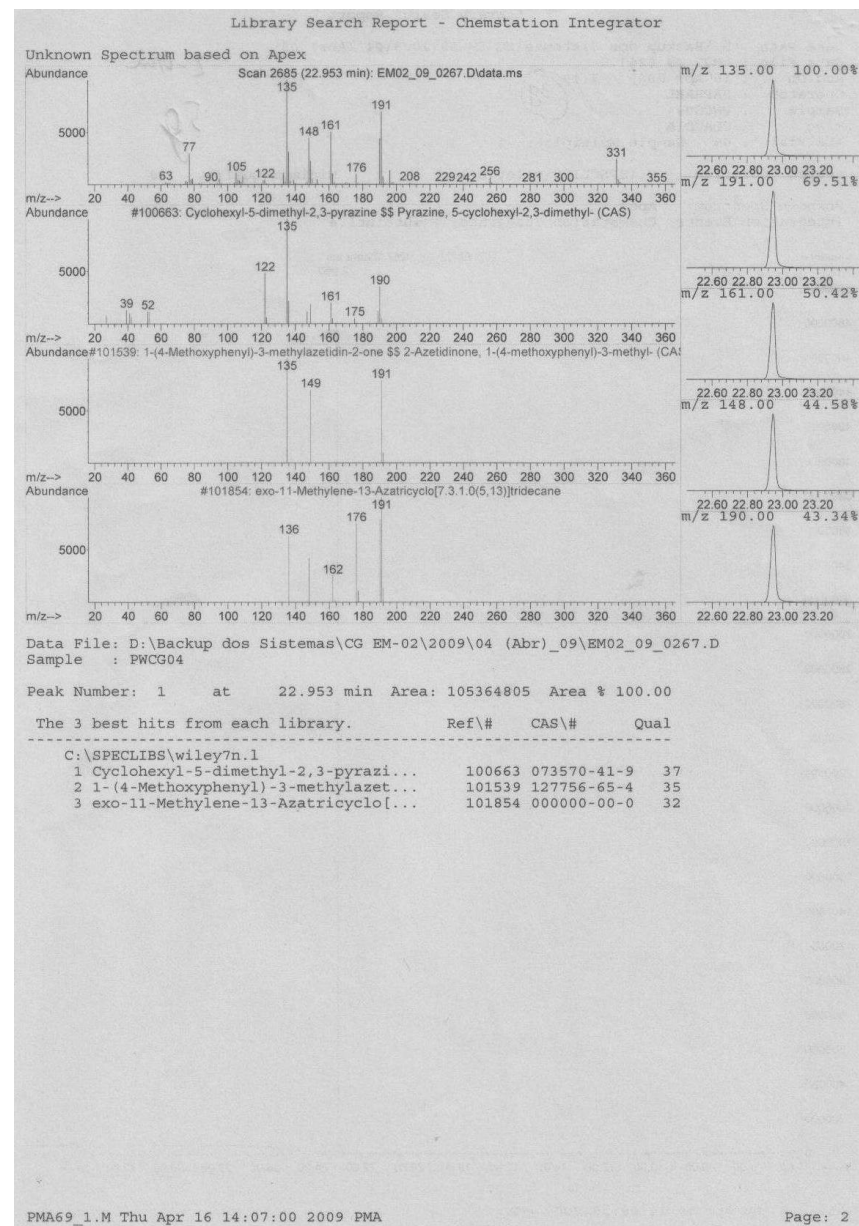 Library Search Report - Chemstation Integrator
Unknown Spectrum based on Apex
Abundance
Scan 2685 (22.953 min): EM02_09_0267.D\data.ms
135
191
161
148
5000
77
331
105
176
63
90
122
208
229
242
256
281
300
355
m/z-->
20 40 60 80 100 120 140 160 180 200 220 240 260 280 300 320 340 360
Abundance
#100663: Cyclohexyl-5-dimethyl-2,3-pyrazine $$ Pyrazine, 5-cyclohexyl-2,3-dimethyl- (CAS)
135
122
5000
190
39
52
161
175
m/z-->
20 40 60 80 100 120 140 160 180 200 220 240 260 280 300 320 340 360
Abundance
#101539: 1-(4-Methoxyphenyl)-3-methylazetidin-2-one $$ 2-Azetidinone, 1-(4-methoxyphenyl)-3-methyl- (CA
135
191
149
5000
m/z-->
20 40 60 80 100 120 140 160 180 200 220 240 260 280 300 320 340 360
Abundance
#101854: exo-11-Methylene-13-Azatricyclo[7.3.1.0(5,13)]tridecane
191
176
136
5000
162
m/z-->
20 40 60 80 100 120 140 160 180 200 220 240 260 280 300 320 340 360
m/z 135.00 100.00%
22.60 22.80 23.00 23.20
m/z 191.00 69.51%
22.60 22.80 23.00 23.20
m/z 161.00 50.42%
22.60 22.80 23.00 23.20
m/z 148.00 44.58%
22.60 22.80 23.00 23.20
m/z 190.00 43.34%
22.60 22.80 23.00 23.20
Data File: D:\Backup dos Sistemas\CG EM-02\2009\04 (Abr)_09\EM02_09_0267.D
Sample : PWCG04
Peak Number: 1 at 22.953 min Area: 105364805 Area % 100.00
The 3 best hits from each library. Ref\# CAS\# Qual
C:\SPECLIBS\wiley7n.l
1 Cyclohexyl-5-dimethyl-2,3-pyrazi... 100663 073570-41-9 37
2 1-(4-Methoxyphenyl)-3-methylazet... 101539 127756-65-4 35
3 exo-11-Methylene-13-Azatricyclo[... 101854 000000-00-0 32
PMA69_1.M Thu Apr 16 14:07:00 2009 PMA
Page: 2